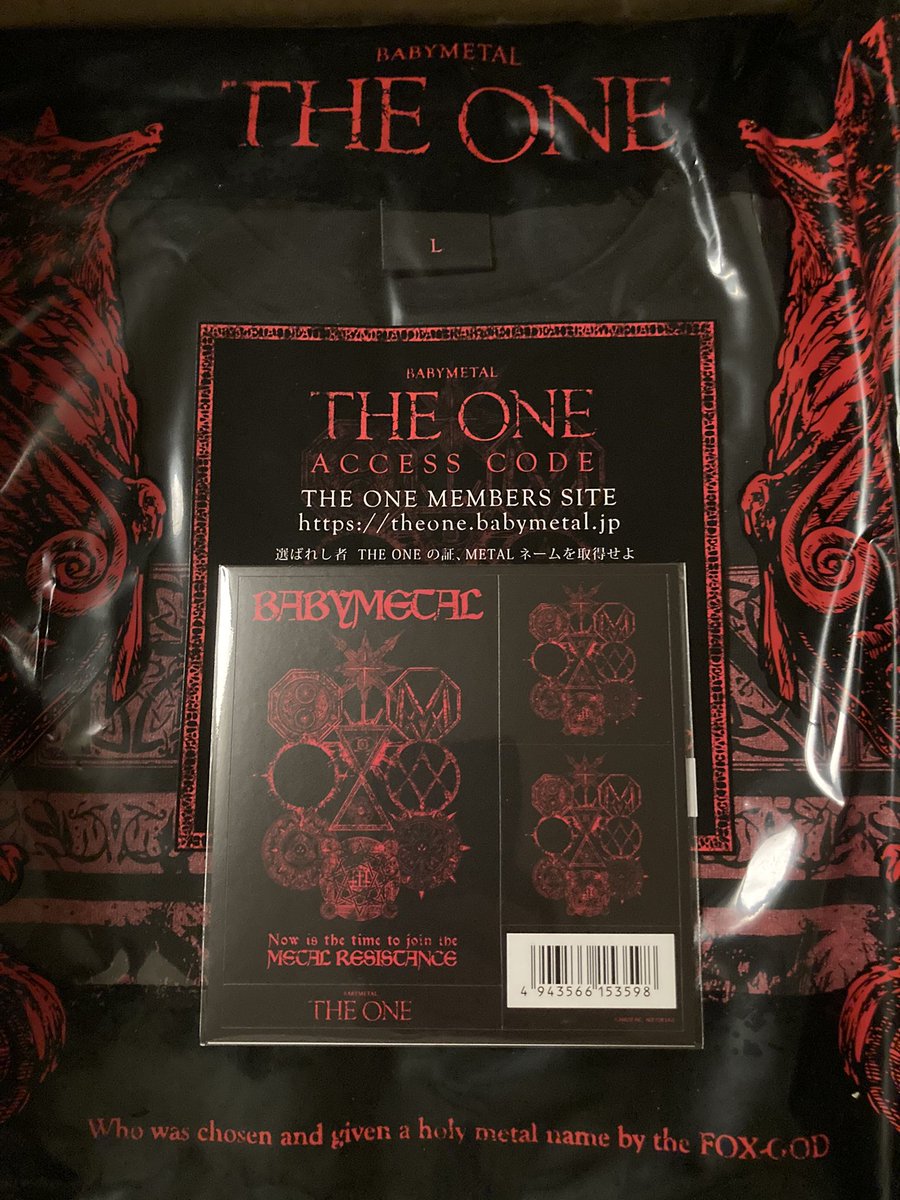 BABYMETAL
THE ONE
L
BABYMETAL
THE ONE
ACCESS CODE
THE ONE MEMBERS SITE
https://theone.babymetal.jp
選ばれし者 THE ONE の証、METAL ネームを取得せよ
BABYMETAL
Now is the time to join the
METAL RESISTANCE
BABYMETAL
THE ONE
4 943566 153598
Who was chosen and given a holy metal name by the FOX-GOD